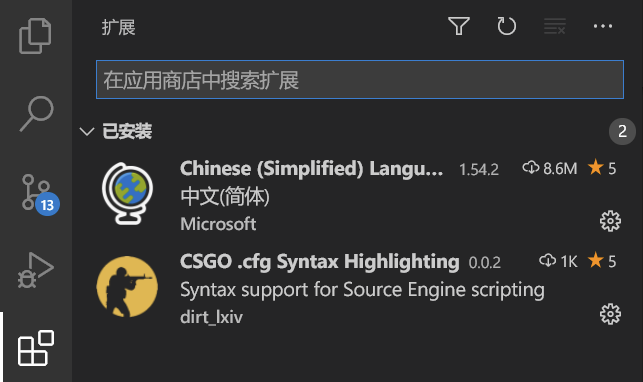 扩展
在应用商店中搜索扩展
已安装 2
Chinese (Simplified) Langu... 1.54.2 8.6M 5
中文(简体)
Microsoft
13
CSGO .cfg Syntax Highlighting 0.0.2 1K 5
Syntax support for Source Engine scripting
dirt_lxiv